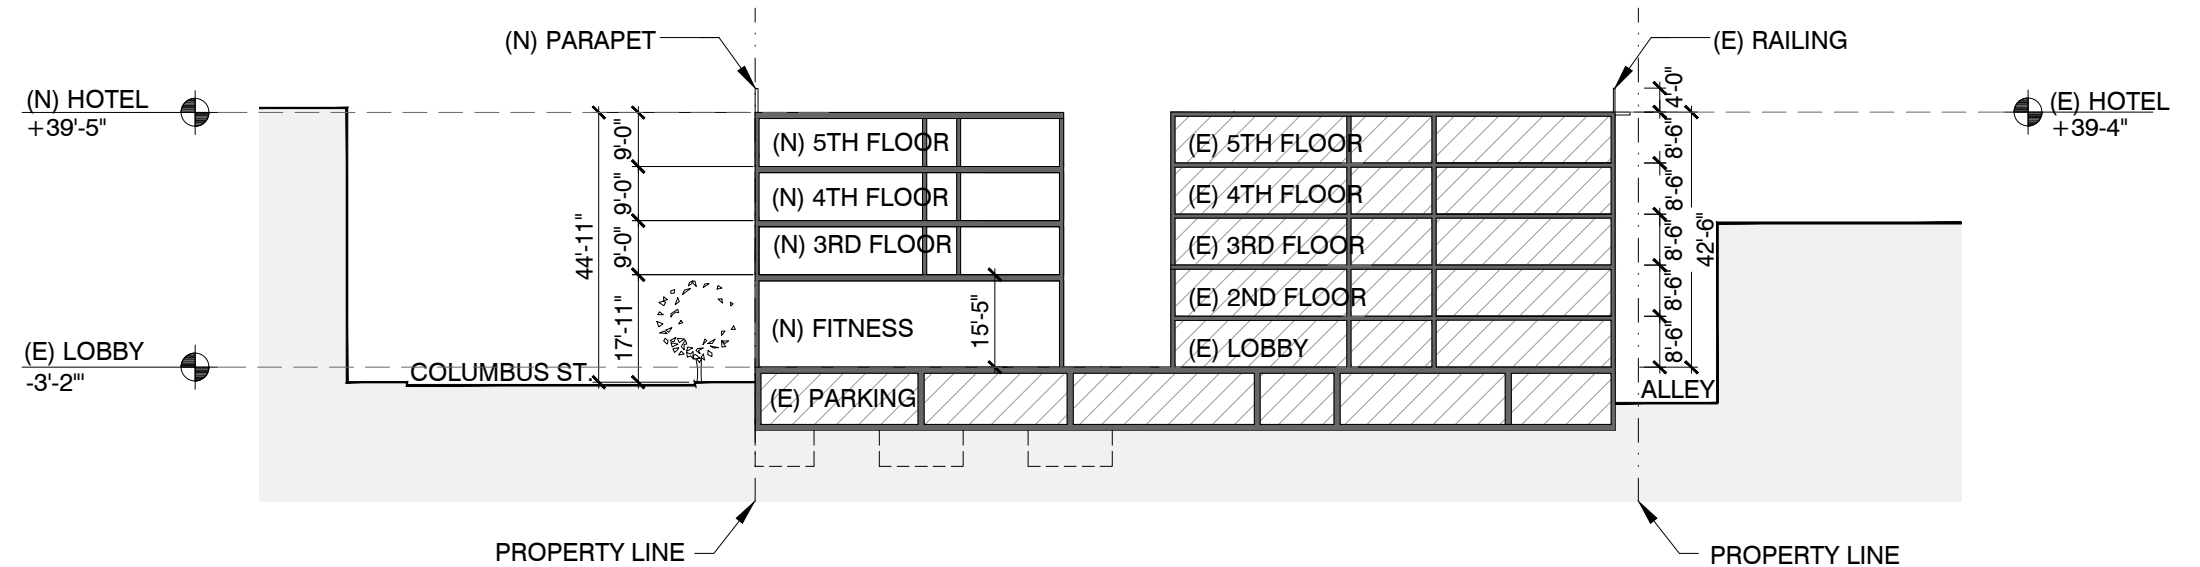 (N) PARAPET
(E) RAILING
(N) HOTEL
+39'-5"
(E) HOTEL
+39-4"
4'-0"
9'-0"
9'-0"
9'-0"
17'-11"
44'-11"
(N) 5TH FLOOR
(N) 4TH FLOOR
(N) 3RD FLOOR
(N) FITNESS
15'-5"
(E) 5TH FLOOR
(E) 4TH FLOOR
(E) 3RD FLOOR
(E) 2ND FLOOR
(E) LOBBY
8'-6"
8'-6"
8'-6"
8'-6"
8'-6"
42'-6"
(E) LOBBY
-3'-2'"
COLUMBUS ST.
(E) PARKING
ALLEY
PROPERTY LINE
PROPERTY LINE